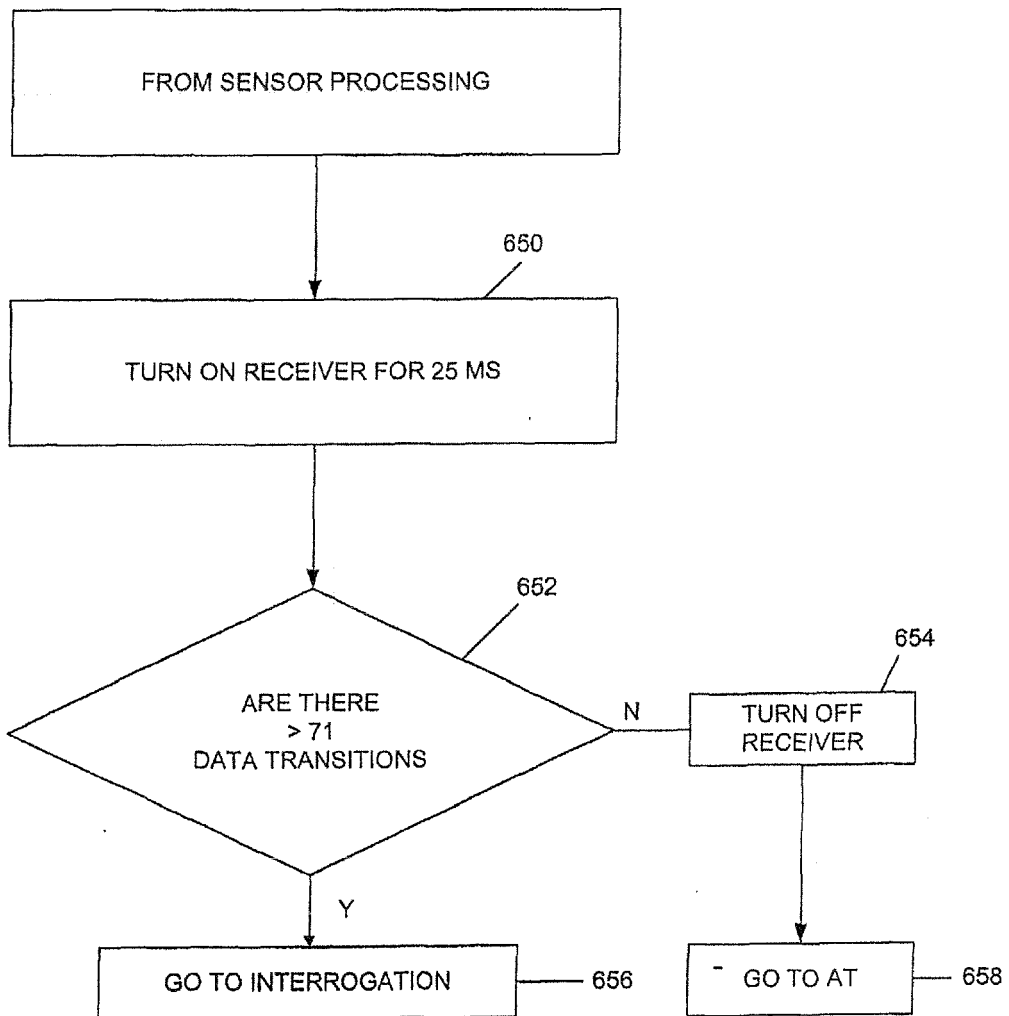 FROM SENSOR PROCESSING
650
TURN ON RECEIVER FOR 25 MS
652
ARE THERE
> 71
DATA TRANSITIONS
N
654
TURN OFF
RECEIVER
Y
GO TO INTERROGATION
656
GO TO AT
658